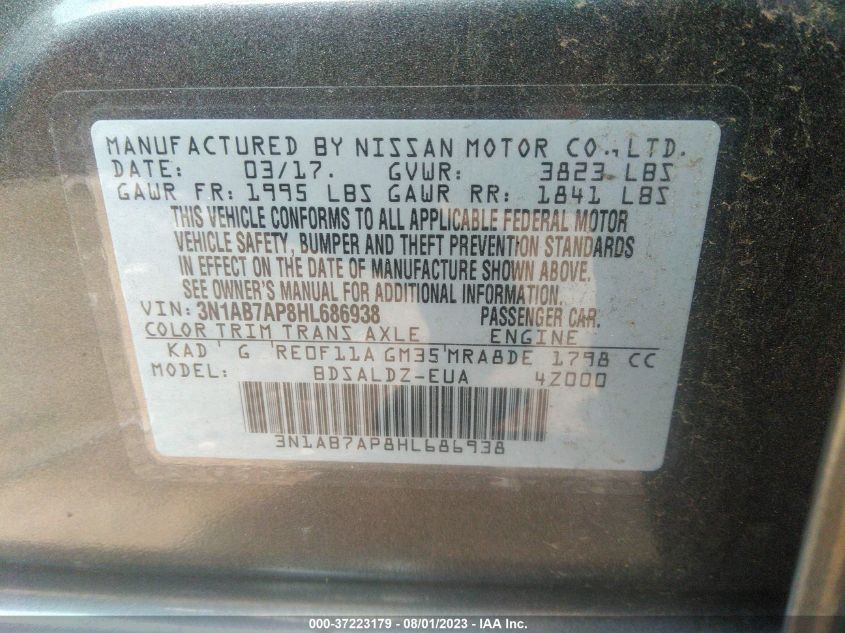 MANUFACTURED BY NISSAN MOTOR CO., LTD.
DATE: 03/17. GVWR: 3823 LBS
GAWR FR: 1995 LBS GAWR RR: 1841 LBS
THIS VEHICLE CONFORMS TO ALL APPLICABLE FEDERAL MOTOR
VEHICLE SAFETY, BUMPER AND THEFT PREVENTION STANDARDS
IN EFFECT ON THE DATE OF MANUFACTURE SHOWN ABOVE.
SEE OWNER'S MANUAL FOR ADDITIONAL INFORMATION.
VIN: 3N1AB7AP8HL686938 PASSENGER CAR.
COLOR TRIM TRANS AXLE ENGINE
KAD G RE0F11A GM35 MRA8DE 1798 CC
MODEL: BDSALDZ-EUA 4Z000
3N1AB7AP8HL686938
000-37223179 - 08/01/2023 - IAA Inc.